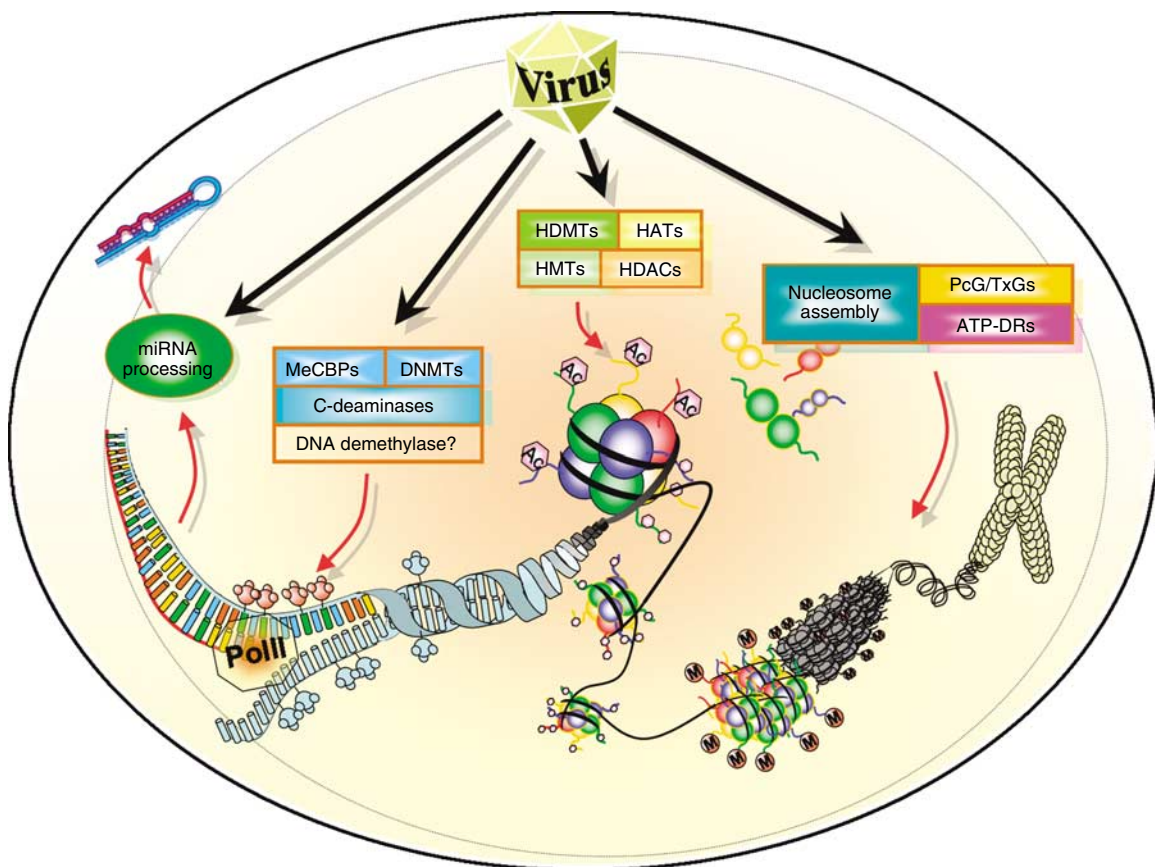 Virus
HDMTs
HATs
HMTs
HDACs
Nucleosome
assembly
PcG/TxGs
ATP-DRs
miRNA
processing
MeCBPs
DNMTs
C-deaminases
DNA demethylase?
Ac
Ac
Ac
Ac
PolII
M
M
M
M
M
M
M
M
M
M
M
M
M
M